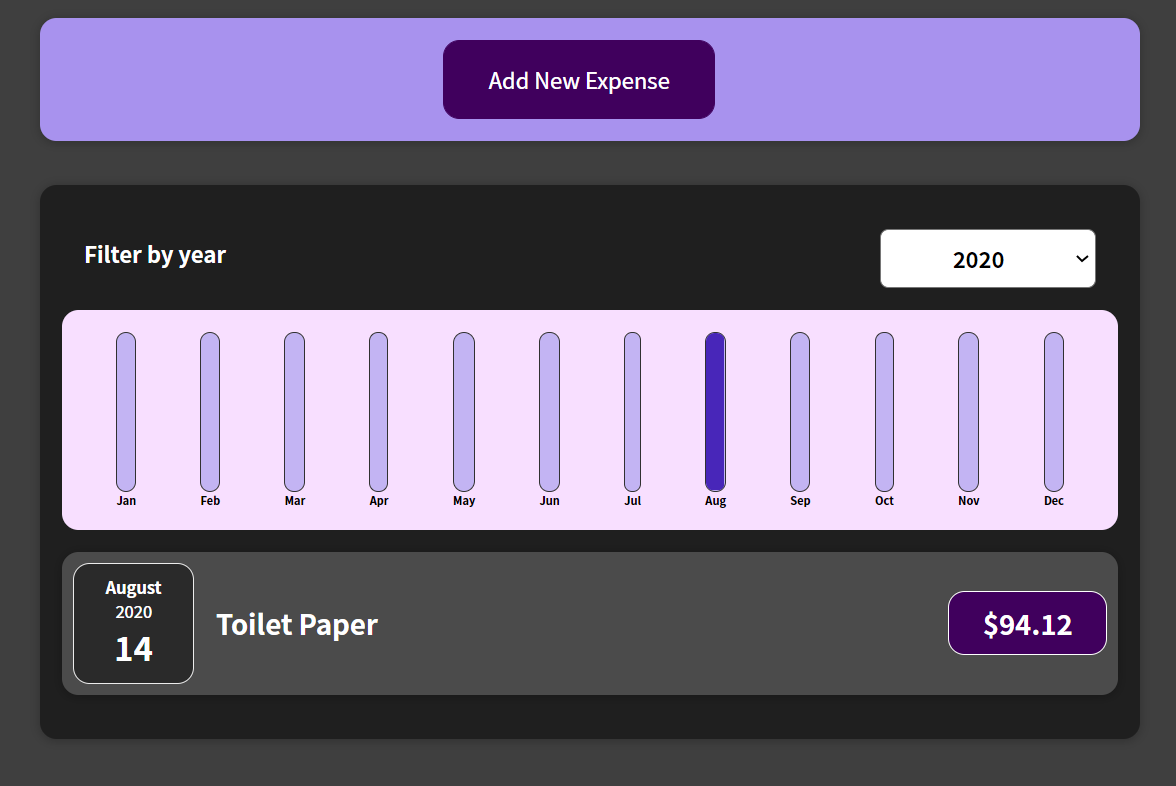 Add New Expense
Filter by year
2020
Jan Feb Mar Apr May Jun Jul Aug Sep Oct Nov Dec
August
2020
14
Toilet Paper
$94.12